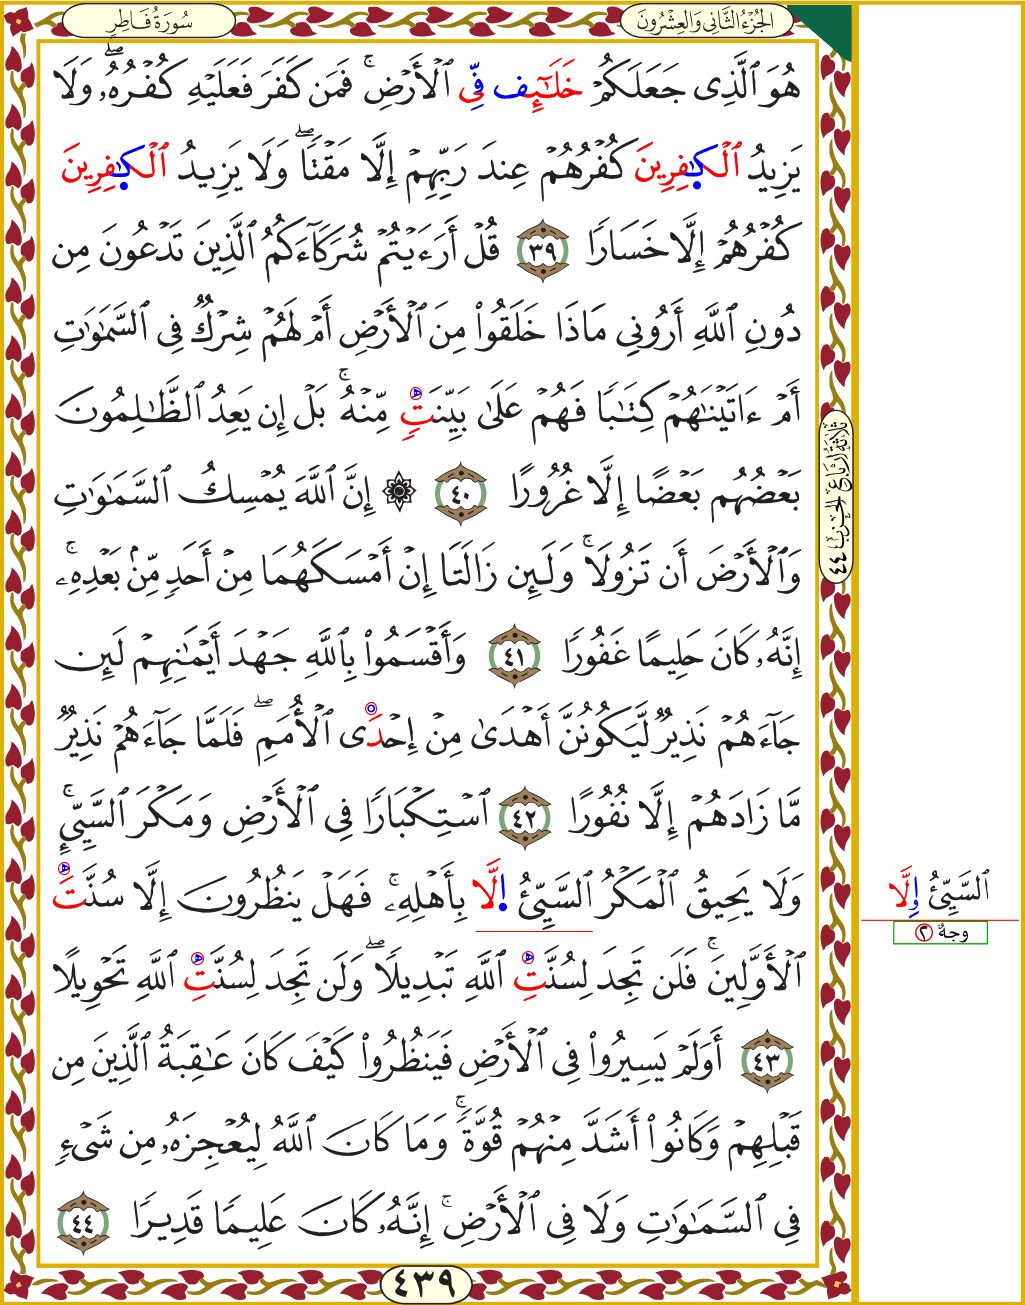 سُورَةُ فَاطِرٍ
الجُزْءُ الثَّانِي وَالعِشْرُونَ
هُوَ ٱلَّذِى جَعَلَكُمْ خَلَٰٓئِف فِّى ٱلْأَرْضِ ۚ فَمَن كَفَرَ فَعَلَيْهِ كُفْرُهُۥ ۖ وَلَا
يَزِيدُ ٱلْكَٰفِرِينَ كُفْرُهُمْ عِندَ رَبِّهِمْ إِلَّا مَقْتًا ۖ وَلَا يَزِيدُ ٱلْكَٰفِرِينَ
كُفْرُهُمْ إِلَّا خَسَارًا ٣٩ قُلْ أَرَءَيْتُمْ شُرَكَآءَكُمُ ٱلَّذِينَ تَدْعُونَ مِن
دُونِ ٱللَّهِ أَرُونِي مَاذَا خَلَقُوا۟ مِنَ ٱلْأَرْضِ أَمْ لَهُمْ شِرْكٌ فِى ٱلسَّمَٰوَٰتِ
أَمْ ءَاتَيْنَٰهُمْ كِتَٰبًا فَهُمْ عَلَىٰ بَيِّنَتٍ مِّنْهُ ۚ بَلْ إِن يَعِدُ ٱلظَّٰلِمُونَ
بَعْضُهُم بَعْضًا إِلَّا غُرُورًا ٤٠ ۞ إِنَّ ٱللَّهَ يُمْسِكُ ٱلسَّمَٰوَٰتِ
وَٱلْأَرْضَ أَن تَزُولَا ۚ وَلَئِن زَالَتَا إِنْ أَمْسَكَهُمَا مِنْ أَحَدٍ مِّنۢ بَعْدِهِۦ ۚ
إِنَّهُۥ كَانَ حَلِيمًا غَفُورًا ٤١ وَأَقْسَمُوا۟ بِٱللَّهِ جَهْدَ أَيْمَٰنِهِمْ لَئِن
جَآءَهُمْ نَذِيرٌ لَّيَكُونُنَّ أَهْدَىٰ مِنْ إِحْدَى ٱلْأُمَمِ ۖ فَلَمَّا جَآءَهُمْ نَذِيرٌ
مَّا زَادَهُمْ إِلَّا نُفُورًا ٤٢ ٱسْتِكْبَارًا فِى ٱلْأَرْضِ وَمَكْرَ ٱلسَّيِّئِ ۚ
وَلَا يَحِيقُ ٱلْمَكْرُ ٱلسَّيِّئُ إِلَّا بِأَهْلِهِۦ ۚ فَهَلْ يَنظُرُونَ إِلَّا سُنَّتَ
ٱلْأَوَّلِينَ ۚ فَلَن تَجِدَ لِسُنَّتِ ٱللَّهِ تَبْدِيلًا ۖ وَلَن تَجِدَ لِسُنَّتِ ٱللَّهِ تَحْوِيلًا
٤٣ أَوَلَمْ يَسِيرُوا۟ فِى ٱلْأَرْضِ فَيَنظُرُوا۟ كَيْفَ كَانَ عَٰقِبَةُ ٱلَّذِينَ مِن
قَبْلِهِمْ وَكَانُوٓا۟ أَشَدَّ مِنْهُمْ قُوَّةً ۚ وَمَا كَانَ ٱللَّهُ لِيُعْجِزَهُۥ مِن شَىْءٍ
فِى ٱلسَّمَٰوَٰتِ وَلَا فِى ٱلْأَرْضِ ۚ إِنَّهُۥ كَانَ عَلِيمًا قَدِيرًا ٤٤
ثَلَاثَةُ أَرْبَاعِ الحِزْبِ ٤٤
ٱلسَّيِّئُ إِلَّا
وجهٌ ٢
٤٣٩